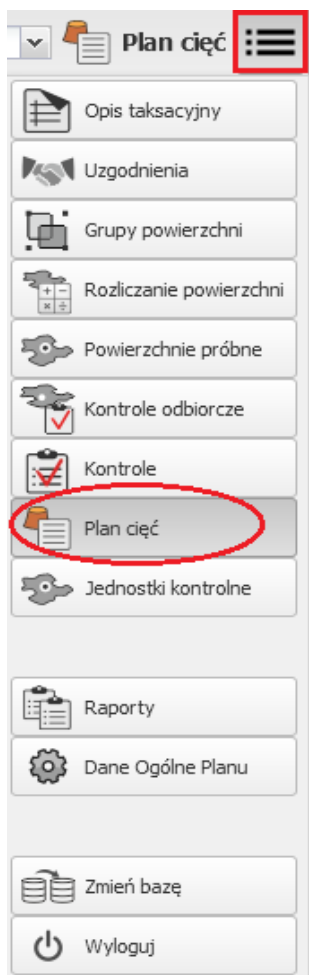 Plan cięć
Opis taksacyjny
Uzgodnienia
Grupy powierzchni
Rozliczanie powierzchni
Powierzchnie próbne
Kontrole odbiorcze
Kontrole
Plan cięć
Jednostki kontrolne
Raporty
Dane Ogólne Planu
Zmień bazę
Wyloguj